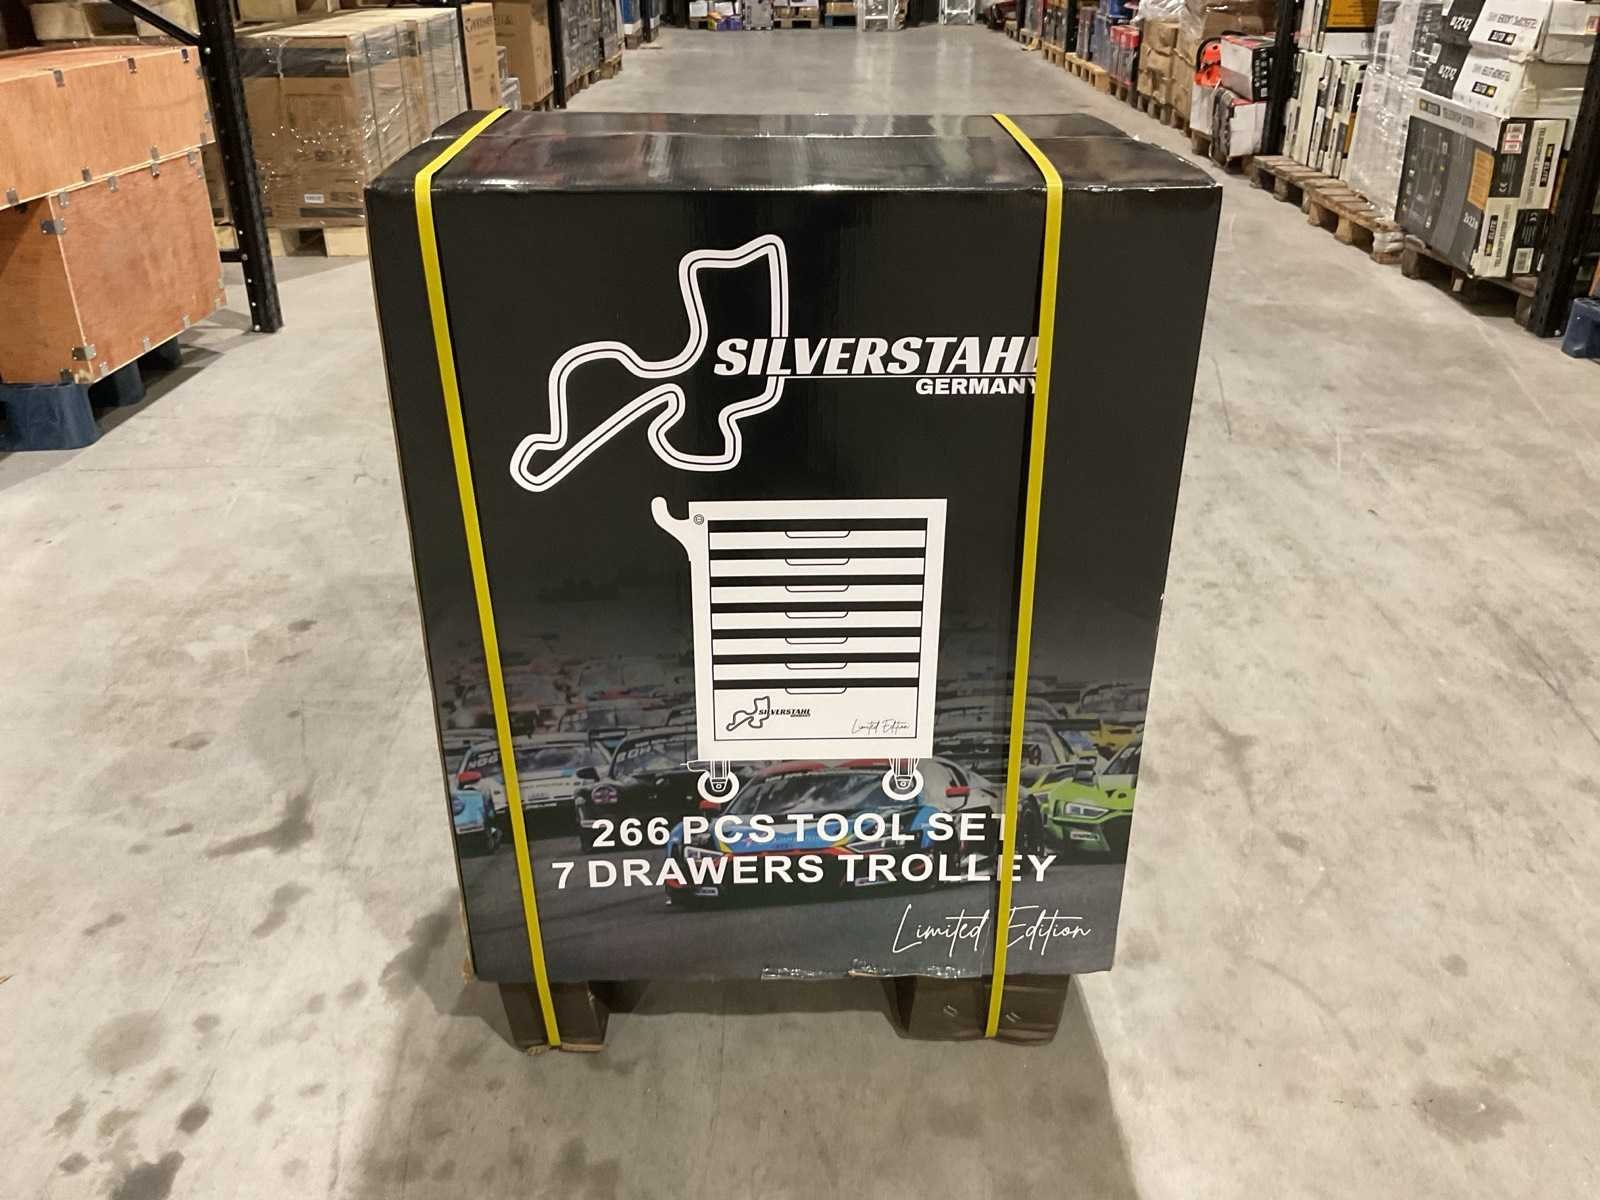 SILVERSTAHL
GERMANY
SILVERSTAHL
GERMANY
Limited Edition
266 PCS TOOL SET
7 DRAWERS TROLLEY
Limited Edition